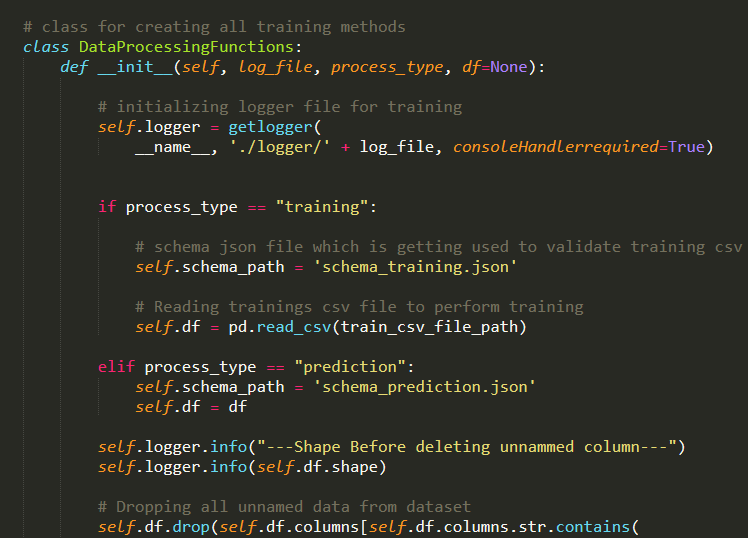 # class for creating all training methods
class DataProcessingFunctions:
    def __init__(self, log_file, process_type, df=None):
        # initializing logger file for training
        self.logger = getlogger(
            __name__, './logger/' + log_file, consoleHandlerrequired=True)
        if process_type == "training":
            # schema json file which is getting used to validate training csv
            self.schema_path = 'schema_training.json'
            # Reading trainings csv file to perform training
            self.df = pd.read_csv(train_csv_file_path)
        elif process_type == "prediction":
            self.schema_path = 'schema_prediction.json'
            self.df = df
        self.logger.info("---Shape Before deleting unnammed column---")
        self.logger.info(self.df.shape)
        # Dropping all unnamed data from dataset
        self.df.drop(self.df.columns[self.df.columns.str.contains(